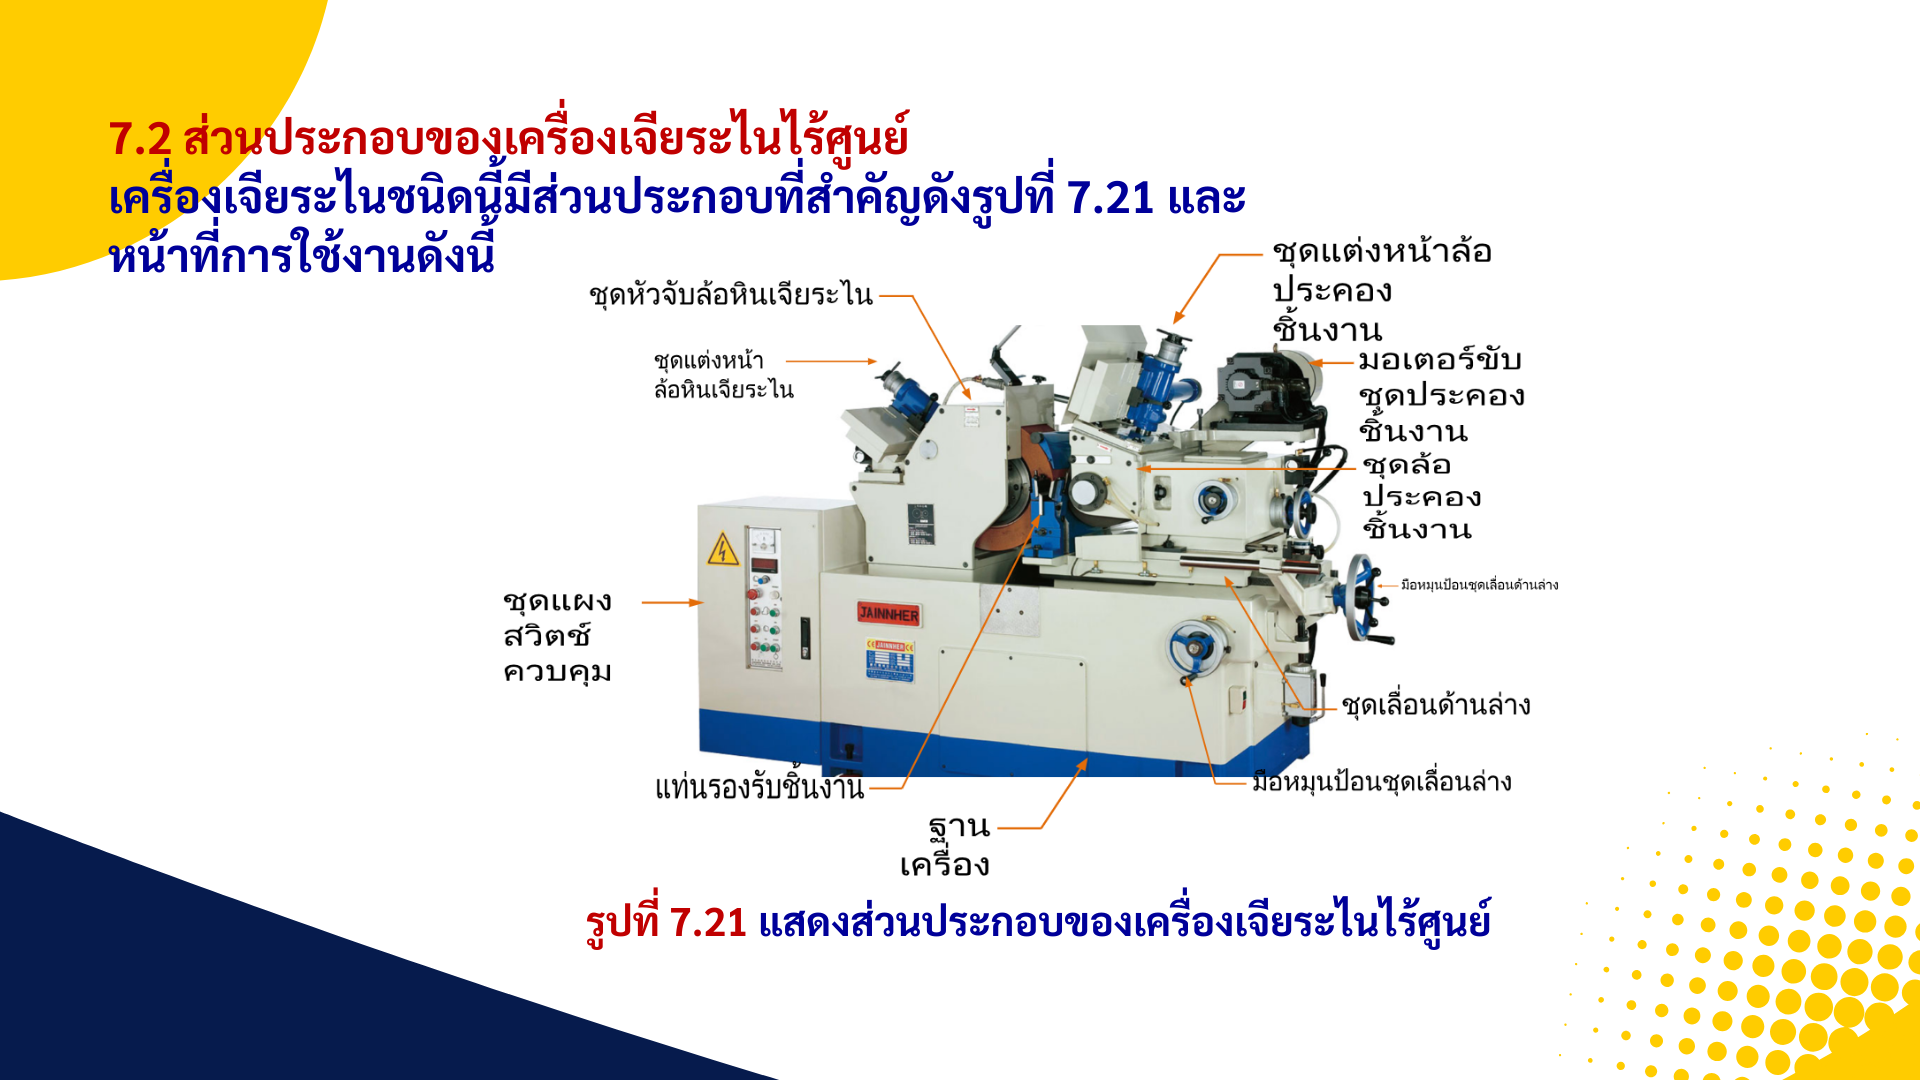 7.2 ส่วนประกอบของเครื่องเจียระไนไร้ศูนย์
เครื่องเจียระไนชนิดนี้มีส่วนประกอบที่สำคัญดังรูปที่ 7.21 และ
หน้าที่การใช้งานดังนี้
ชุดแต่งหน้าล้อ
ประคอง
ชิ้นงาน
ชุดหัวจับล้อหินเจียระไน
ชุดแต่งหน้า
ล้อหินเจียระไน
มอเตอร์ขับ
ชุดประคอง
ชิ้นงาน
ชุดล้อ
ประคอง
ชิ้นงาน
มือหมุนป้อนชุดเลื่อนด้านล่าง
ชุดแผง
สวิตช์
ควบคุม
JAINNHER
JAINNHER
ชุดเลื่อนด้านล่าง
แท่นรองรับชิ้นงาน
มือหมุนป้อนชุดเลื่อนล่าง
ฐาน
เครื่อง
รูปที่ 7.21 แสดงส่วนประกอบของเครื่องเจียระไนไร้ศูนย์